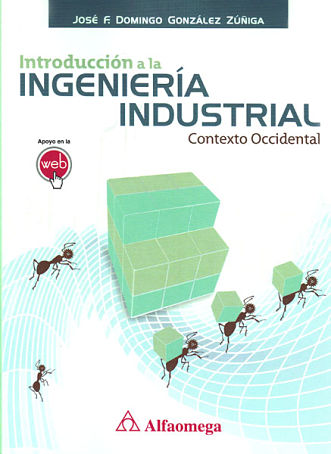 JOSÉ F. DOMINGO GONZÁLEZ ZÚÑIGA
Introducción a la
INGENIERÍA
INDUSTRIAL
Contexto Occidental
Apoyo en la
web
Alfaomega